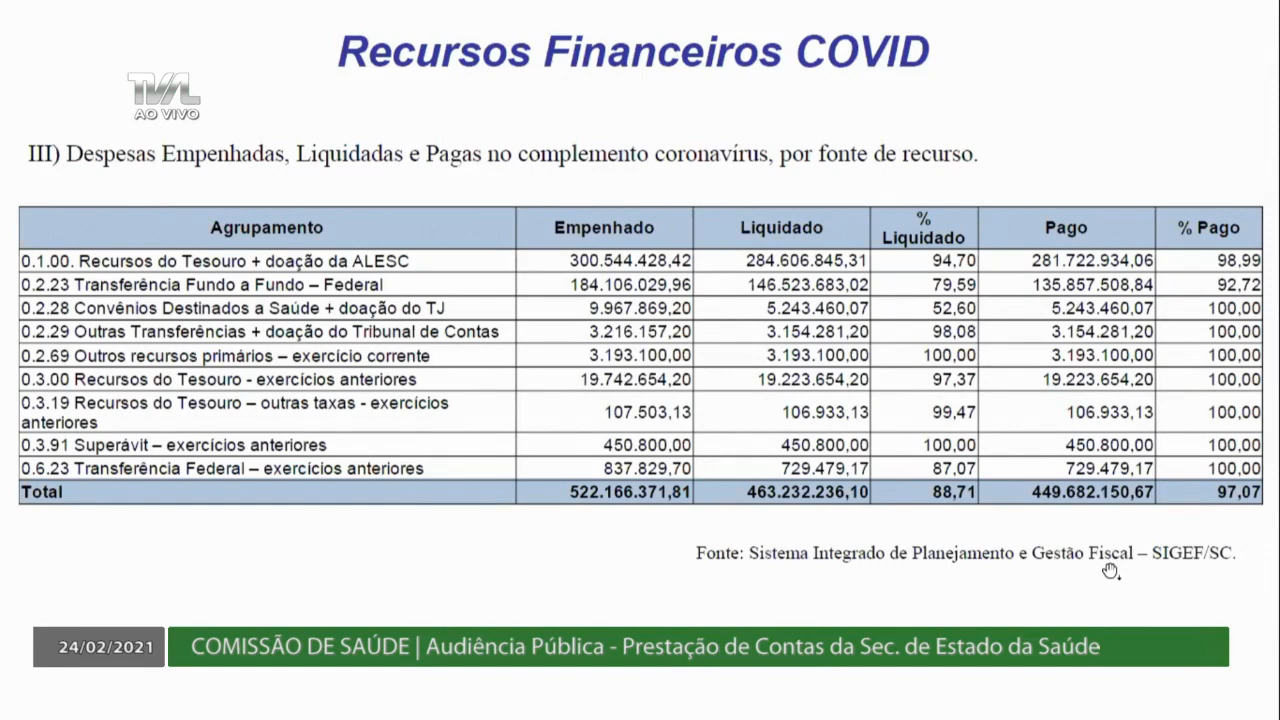 Recursos Financeiros COVID
TVAL
AO VIVO
III) Despesas Empenhadas, Liquidadas e Pagas no complemento coronavírus, por fonte de recurso.
Agrupamento Empenhado Liquidado % Liquidado Pago % Pago
0.1.00. Recursos do Tesouro + doação da ALESC 300.544.428,42 284.606.845,31 94,70 281.722.934,06 98,99
0.2.23 Transferência Fundo a Fundo – Federal 184.106.029,96 146.523.683,02 79,59 135.857.508,84 92,72
0.2.28 Convênios Destinados a Saúde + doação do TJ 9.967.869,20 5.243.460,07 52,60 5.243.460,07 100,00
0.2.29 Outras Transferências + doação do Tribunal de Contas 3.216.157,20 3.154.281,20 98,08 3.154.281,20 100,00
0.2.69 Outros recursos primários – exercício corrente 3.193.100,00 3.193.100,00 100,00 3.193.100,00 100,00
0.3.00 Recursos do Tesouro - exercícios anteriores 19.742.654,20 19.223.654,20 97,37 19.223.654,20 100,00
0.3.19 Recursos do Tesouro – outras taxas - exercícios
anteriores 107.503,13 106.933,13 99,47 106.933,13 100,00
0.3.91 Superávit – exercícios anteriores 450.800,00 450.800,00 100,00 450.800,00 100,00
0.6.23 Transferência Federal – exercícios anteriores 837.829,70 729.479,17 87,07 729.479,17 100,00
Total 522.166.371,81 463.232.236,10 88,71 449.682.150,67 97,07
Fonte: Sistema Integrado de Planejamento e Gestão Fiscal – SIGEF/SC.
24/02/2021 COMISSÃO DE SAÚDE | Audiência Pública - Prestação de Contas da Sec. de Estado da Saúde